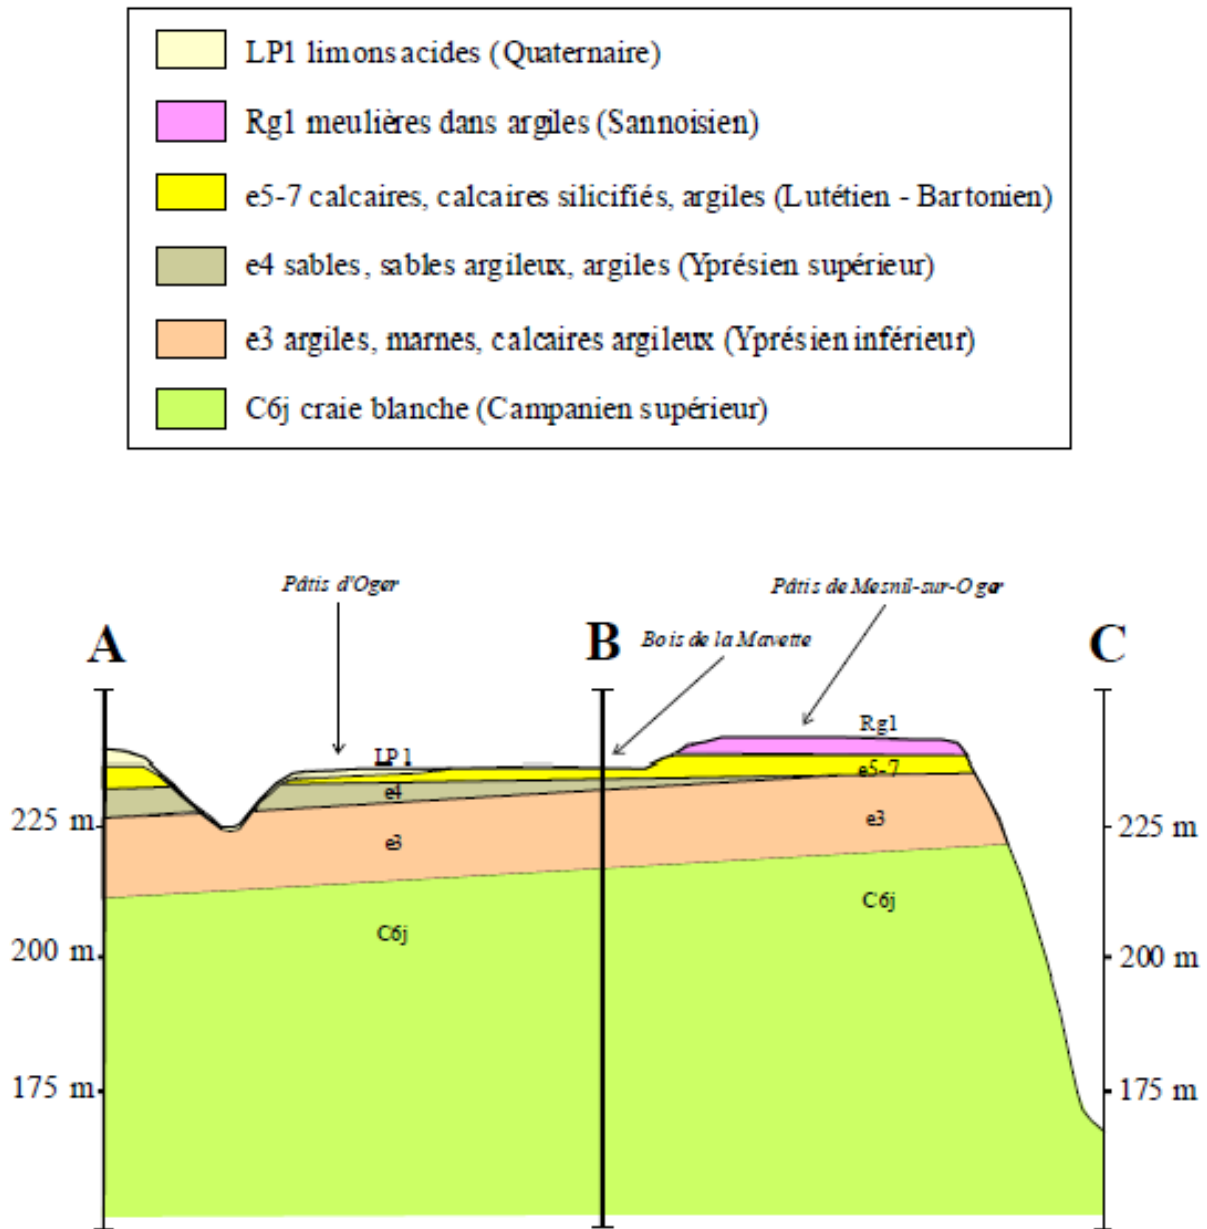 LP1 limons acides (Quaternaire)
Rg1 meulières dans argiles (Sannoisien)
e5-7 calcaires, calcaires silicifiés, argiles (Lutétien - Bartonien)
e4 sables, sables argileux, argiles (Yprésien supérieur)
e3 argiles, marnes, calcaires argileux (Yprésien inférieur)
C6j craie blanche (Campanien supérieur)
Pâtis d'Oger
Pâtis de Mesnil-sur-Oger
A
B
Bois de la Mavette
C
Rg1
LP1
e5-7
e4
225 m
e3
e3
225 m
C6j
C6j
200 m
200 m
175 m
175 m